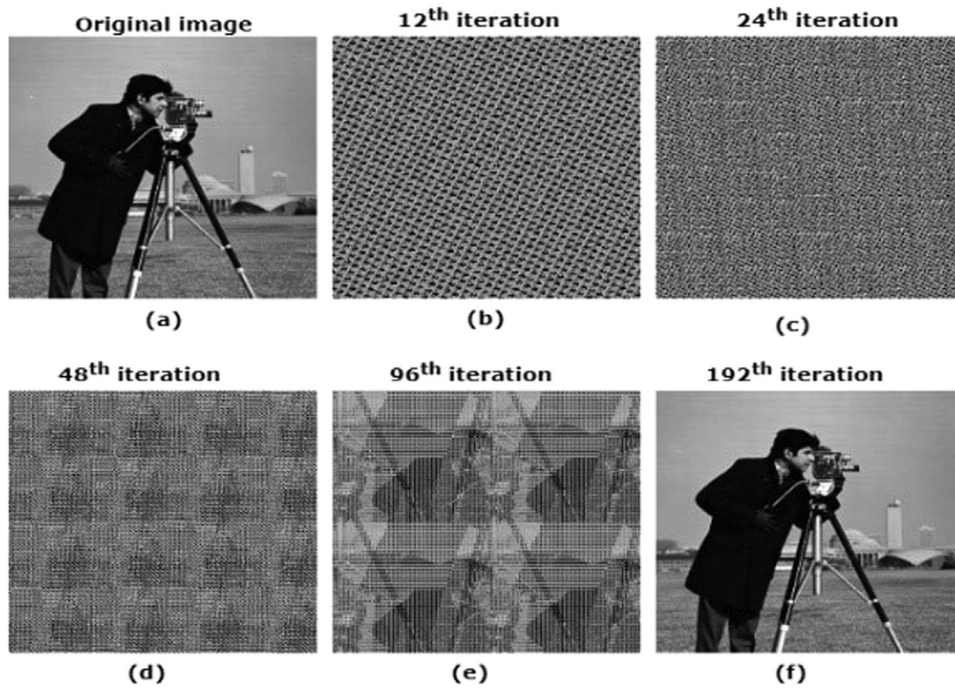 Original image
12th iteration
24th iteration
(a)
(b)
(c)
48th iteration
96th iteration
192th iteration
(d)
(e)
(f)